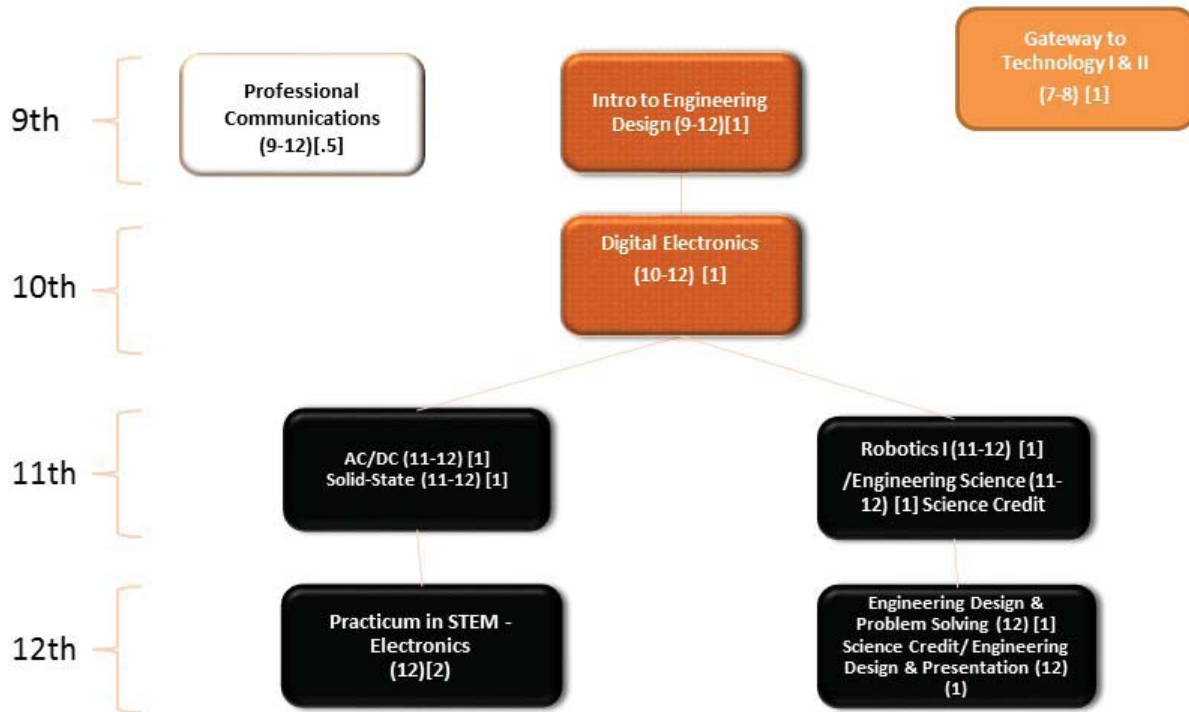 9th
Professional
Communications
(9-12)[.5]
Intro to Engineering
Design (9-12)[1]
Gateway to
Technology I & II
(7-8) [1]
10th
Digital Electronics
(10-12) [1]
11th
AC/DC (11-12) [1]
Solid-State (11-12) [1]
Robotics I (11-12) [1]
/Engineering Science (11-
12) [1] Science Credit
12th
Practicum in STEM -
Electronics
(12)[2)
Engineering Design &
Problem Solving (12) [1]
Science Credit/ Engineering
Design & Presentation (12)
(1)